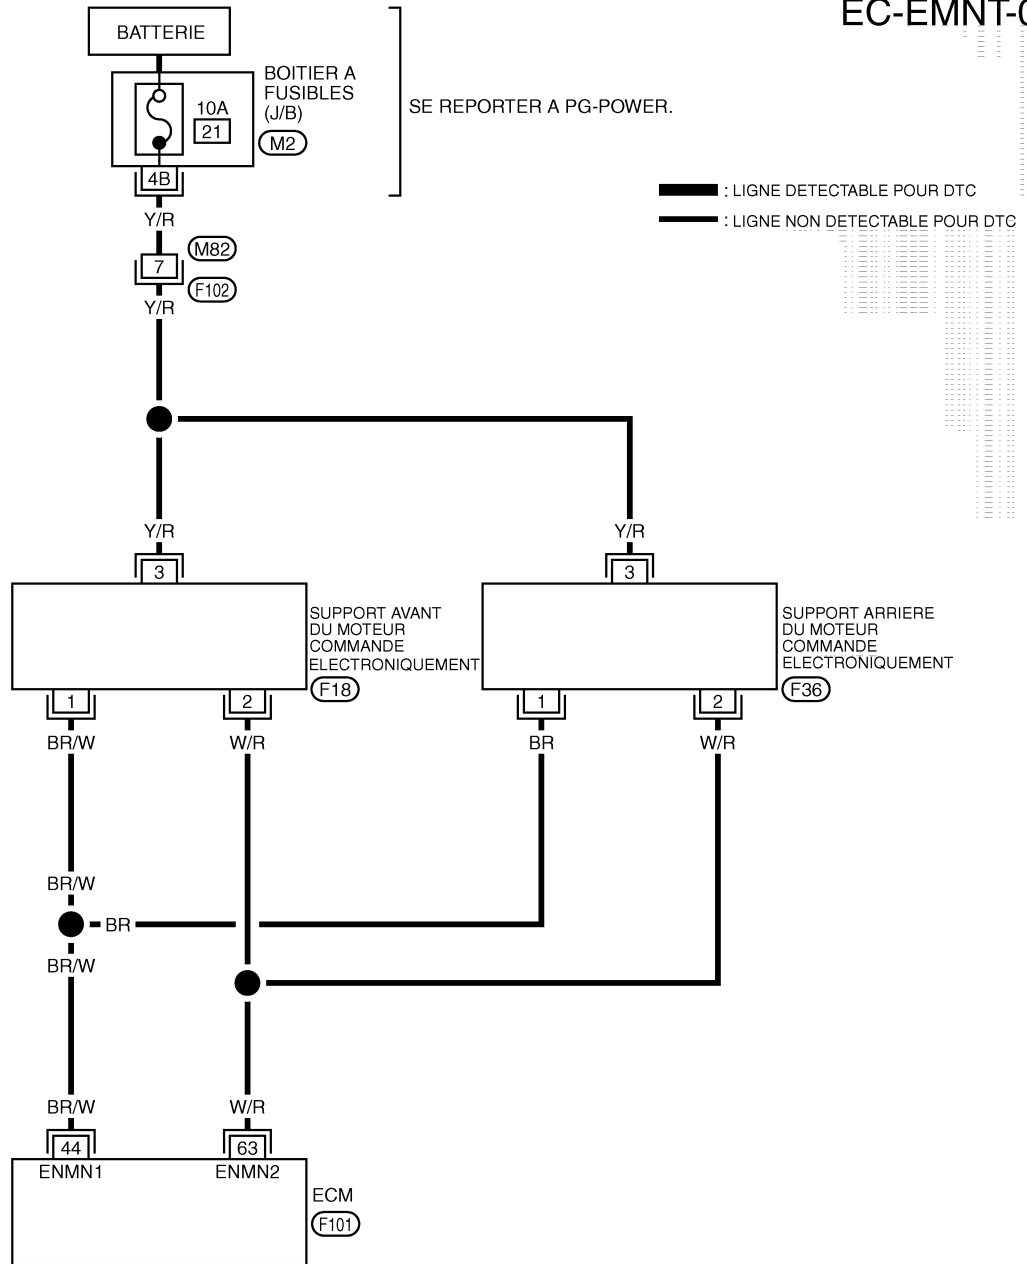 EC-EMNT-0
BATTERIE
BOITIER A
FUSIBLES
(J/B)
M2
10A
21
SE REPORTER A PG-POWER.
4B
: LIGNE DETECTABLE POUR DTC
: LIGNE NON DETECTABLE POUR DTC
Y/R
M82
7
F102
Y/R
Y/R
Y/R
3
3
SUPPORT AVANT
DU MOTEUR
COMMANDE
ELECTRONIQUEMENT
F18
SUPPORT ARRIERE
DU MOTEUR
COMMANDE
ELECTRONIQUEMENT
F36
1
2
1
2
BR/W
W/R
BR
W/R
BR/W
BR
BR/W
BR/W
W/R
44
63
ENMN1
ENMN2
ECM
F101